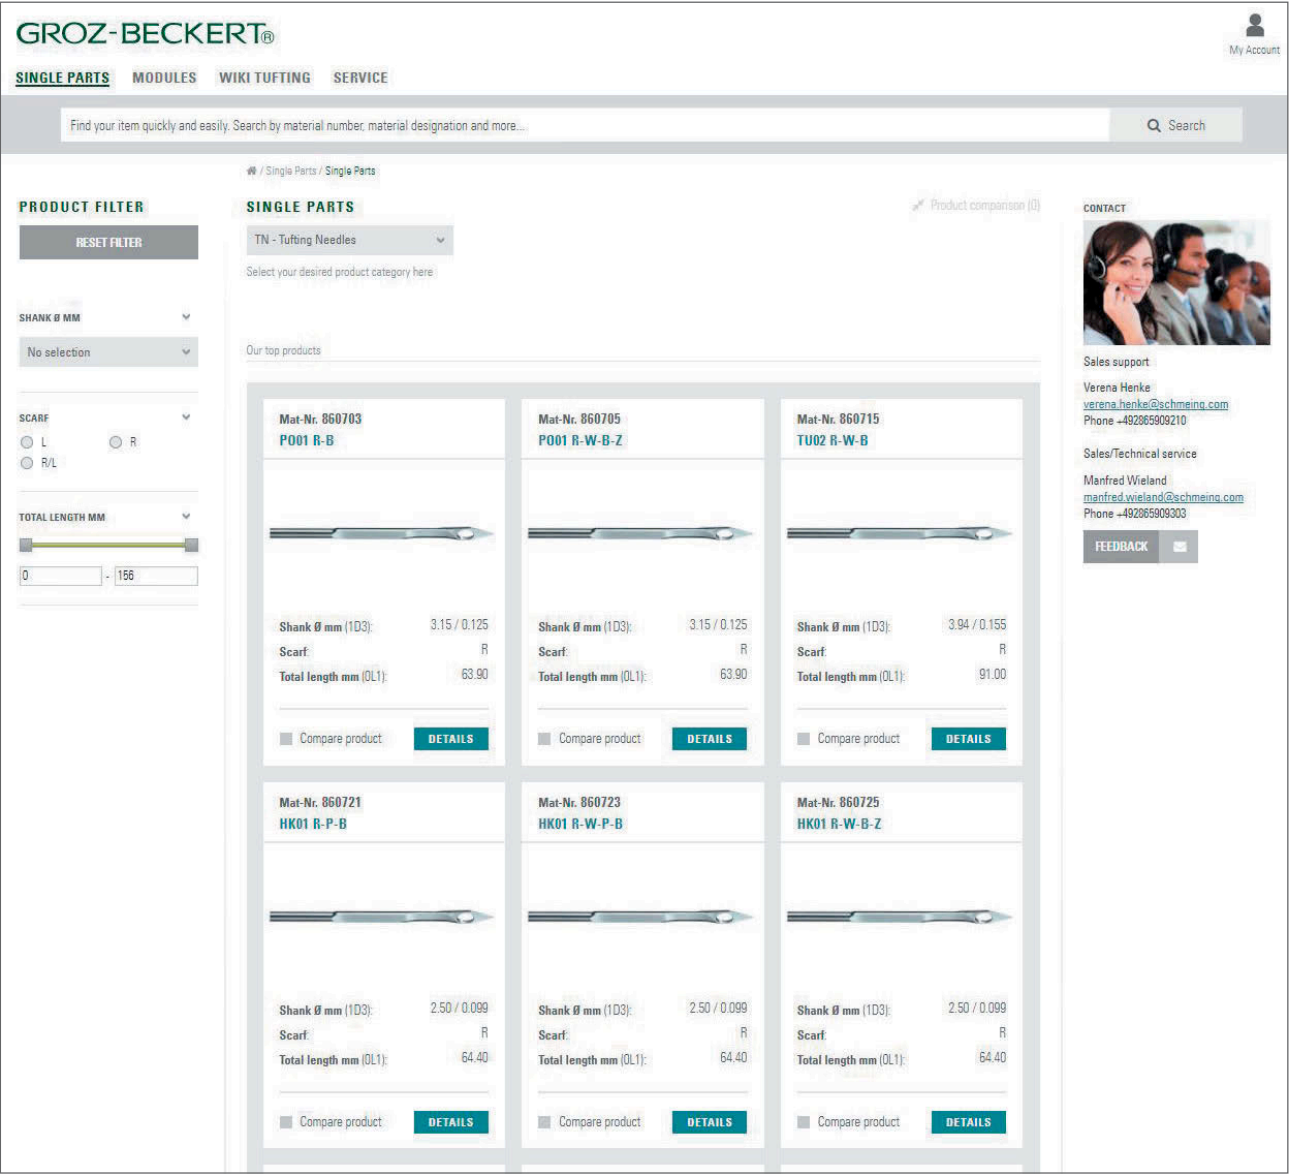 GROZ-BECKERT®
My Account
SINGLE PARTS MODULES WIKI TUFTING SERVICE
Find your item quickly and easily. Search by material number, material designation and more...
Search
/ Single Parts / Single Parts
PRODUCT FILTER
RESET FILTER
SHANK Ø MM
No selection
SCARF
L R
R/L
TOTAL LENGTH MM
0 - 156
SINGLE PARTS
Product comparison (0)
TN - Tufting Needles
Select your desired product category here
Our top products
Mat-Nr. 860703
PO01 R-B
Shank Ø mm (1D3): 3.15 / 0.125
Scarf: R
Total length mm (0L1): 63.90
Compare product DETAILS
Mat-Nr. 860705
PO01 R-W-B-Z
Shank Ø mm (1D3): 3.15 / 0.125
Scarf: R
Total length mm (0L1): 63.90
Compare product DETAILS
Mat-Nr. 860715
TU02 R-W-B
Shank Ø mm (1D3): 3.94 / 0.155
Scarf: R
Total length mm (0L1): 91.00
Compare product DETAILS
Mat-Nr. 860721
HK01 R-P-B
Shank Ø mm (1D3): 2.50 / 0.099
Scarf: R
Total length mm (0L1): 64.40
Compare product DETAILS
Mat-Nr. 860723
HK01 R-W-P-B
Shank Ø mm (1D3): 2.50 / 0.099
Scarf: R
Total length mm (0L1): 64.40
Compare product DETAILS
Mat-Nr. 860725
HK01 R-W-B-Z
Shank Ø mm (1D3): 2.50 / 0.099
Scarf: R
Total length mm (0L1): 64.40
Compare product DETAILS
CONTACT
Sales support
Verena Henke
verena.henke@schmeing.com
Phone +492865909210
Sales/Technical service
Manfred Wieland
manfred.wieland@schmeing.com
Phone +492865909303
FEEDBACK